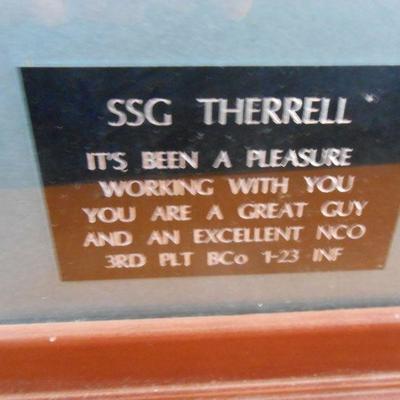 SSG THERRELL
IT'S BEEN A PLEASURE
WORKING WITH YOU
YOU ARE A GREAT GUY
AND AN EXCELLENT NCO
3RD PLT BCo 1-23 INF